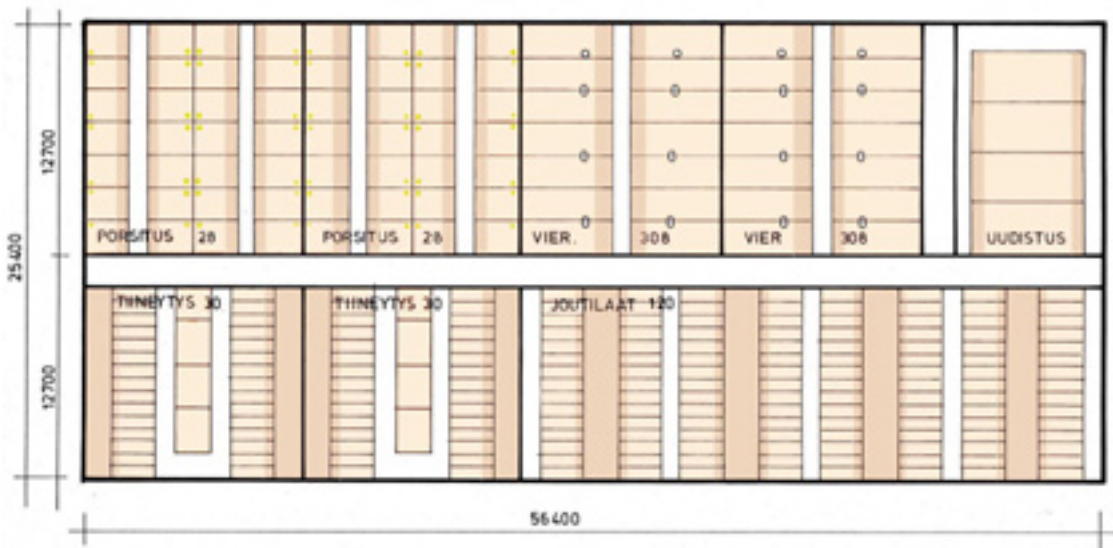 PORSITUS 28
PORSITUS 28
VIER. 308
VIER 308
UUDISTUS
TIINEYTYS 30
TIINEYTYS 30
JOUTILAAT 120
12700
25400
12700
56400